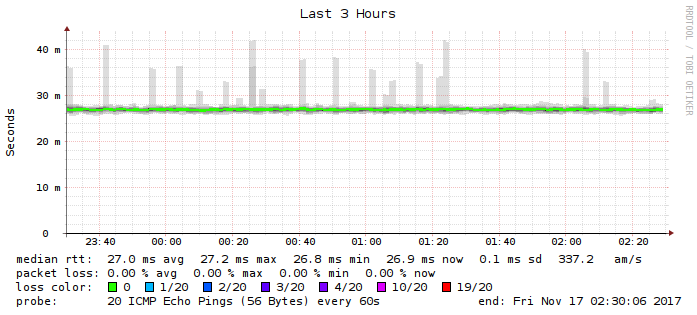 Last 3 Hours
RRDTOOL / TOBI OETIKER
Seconds
40 m
30 m
20 m
10 m
0
23:40 00:00 00:20 00:40 01:00 01:20 01:40 02:00 02:20
median rtt: 27.0 ms avg 27.2 ms max 26.8 ms min 26.9 ms now 0.1 ms sd 337.2 am/s
packet loss: 0.00 % avg 0.00 % max 0.00 % min 0.00 % now
loss color: 0 1/20 2/20 3/20 4/20 10/20 19/20
probe: 20 ICMP Echo Pings (56 Bytes) every 60s end: Fri Nov 17 02:30:06 2017